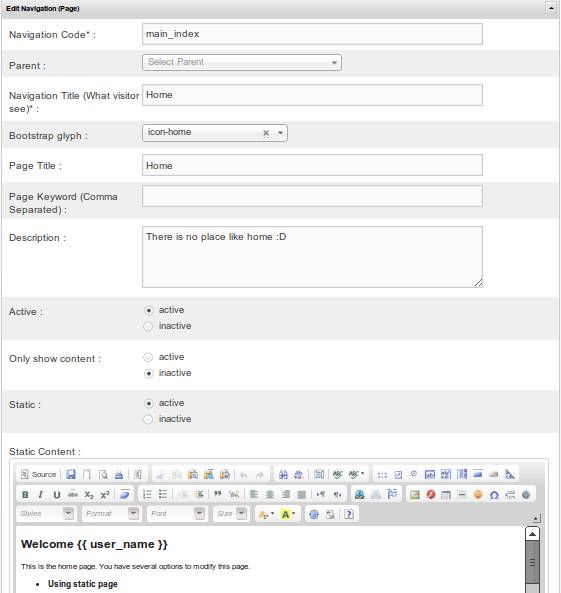 Edit Navigation (Page)
Navigation Code* :
main_index
Parent :
Select Parent
Navigation Title (What visitor
see)* :
Home
Bootstrap glyph :
icon-home
Page Title :
Home
Page Keyword (Comma
Separated) :
Description :
There is no place like home :D
Active :
active
inactive
Only show content :
active
inactive
Static :
active
inactive
Static Content :
Source
B I U abc X₂ X²
Styles Format Font Size
Welcome {{ user_name }}
This is the home page. You have several options to modify this page.
• Using static page